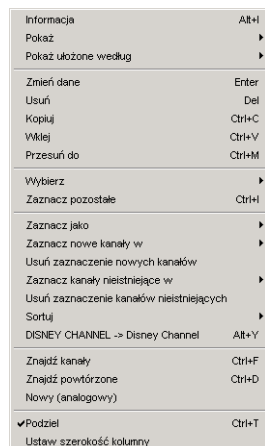 Informacja Alt+I
Pokaż
Pokaż ułożone według
Zmień dane Enter
Usuń Del
Kopiuj Ctrl+C
Wklej Ctrl+V
Przesuń do Ctrl+M
Wybierz
Zaznacz pozostałe Ctrl+I
Zaznacz jako
Zaznacz nowe kanały w
Usuń zaznaczenie nowych kanałów
Zaznacz kanały nieistniejące w
Usuń zaznaczenie kanałów nieistniejących
Sortuj
DISNEY CHANNEL -> Disney Channel Alt+Y
Znajdź kanały Ctrl+F
Znajdź powtórzone Ctrl+D
Nowy (analogowy)
Podziel Ctrl+T
Ustaw szerokość kolumny